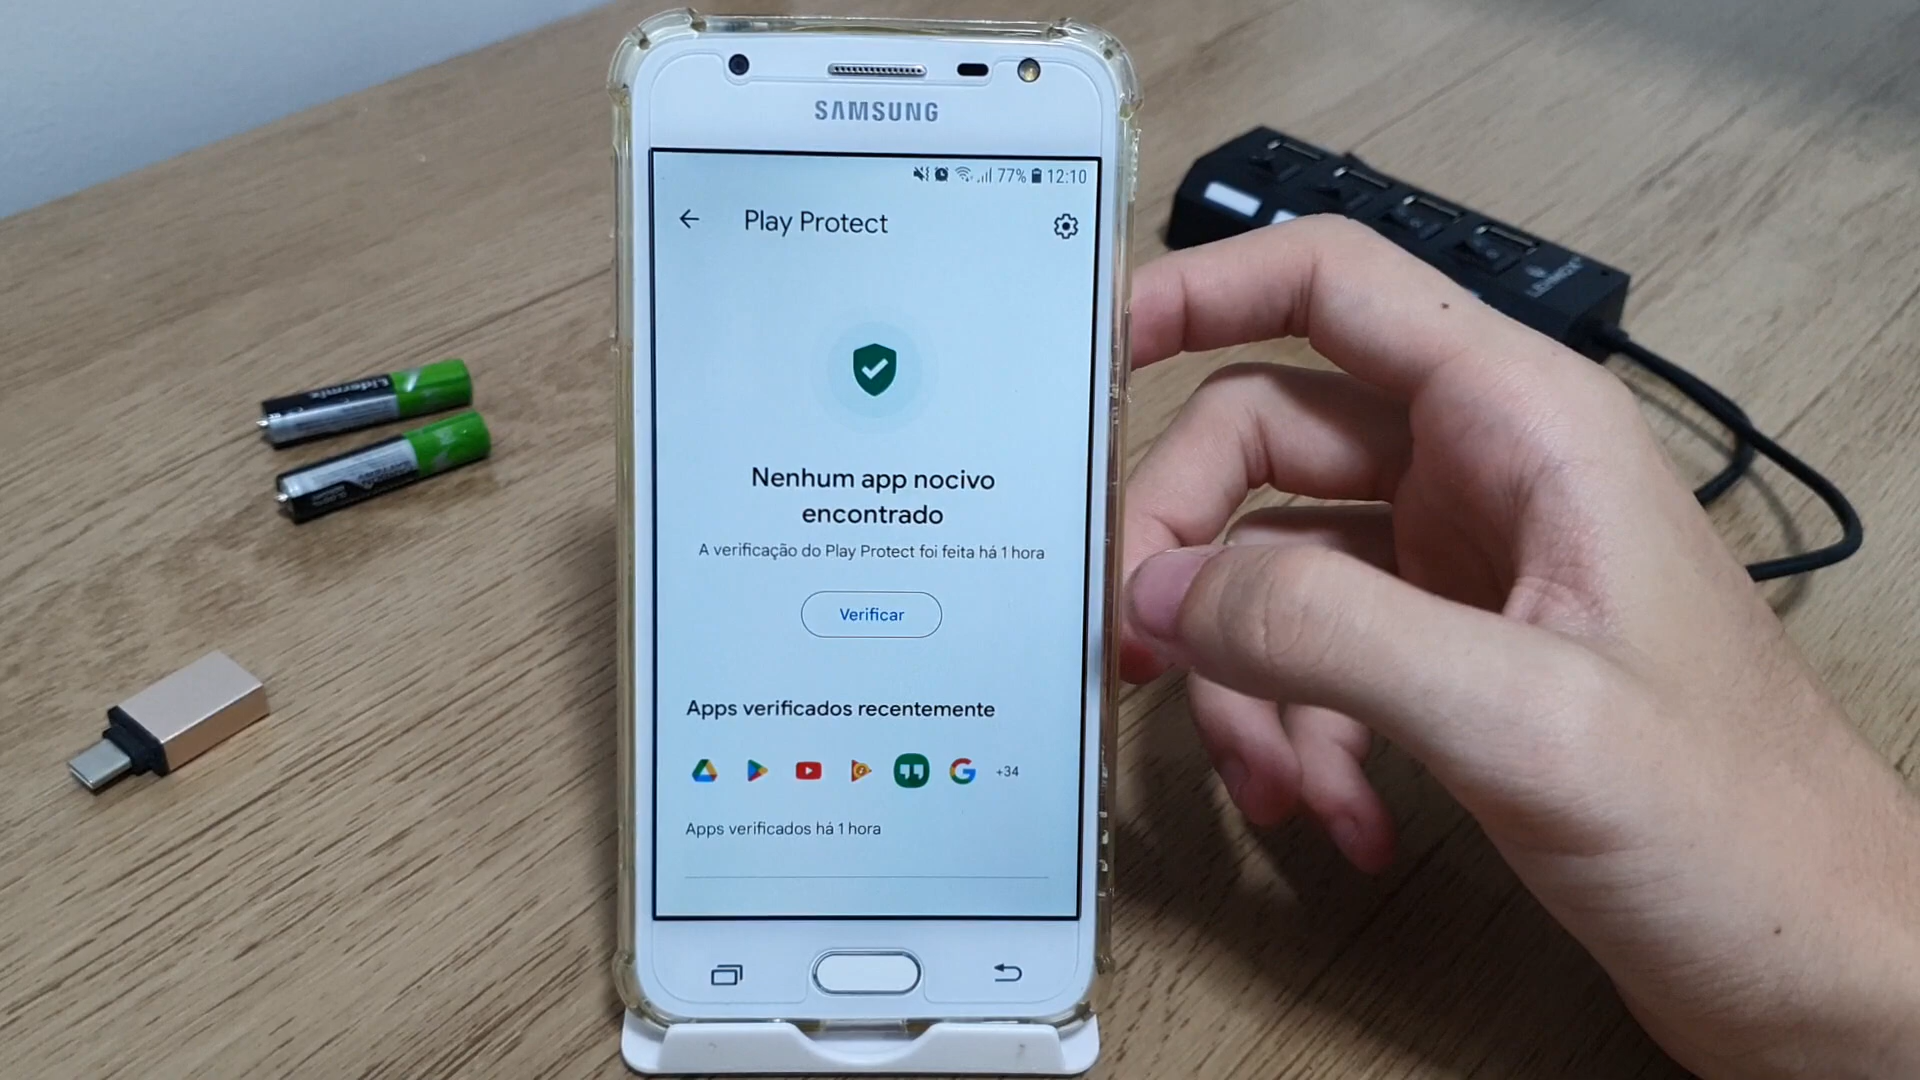 SAMSUNG
77% 12:10
Play Protect
Nenhum app nocivo
encontrado
A verificação do Play Protect foi feita há 1 hora
Verificar
Apps verificados recentemente
+34
Apps verificados há 1 hora
Lidermix